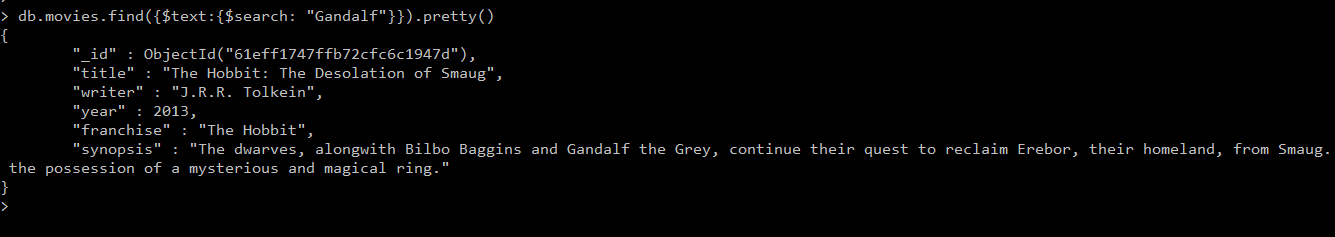 > db.movies.find({$text:{$search: "Gandalf"}}).pretty()
{
"_id" : ObjectId("61eff1747ffb72cfc6c1947d"),
"title" : "The Hobbit: The Desolation of Smaug",
"writer" : "J.R.R. Tolkein",
"year" : 2013,
"franchise" : "The Hobbit",
"synopsis" : "The dwarves, alongwith Bilbo Baggins and Gandalf the Grey, continue their quest to reclaim Erebor, their homeland, from Smaug.
the possession of a mysterious and magical ring."
}
>